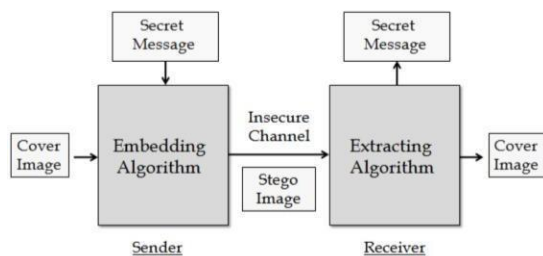 Secret
Message
Secret
Message
Cover
Image
Embedding
Algorithm
Insecure
Channel
Stego
Image
Extracting
Algorithm
Cover
Image
Sender
Receiver